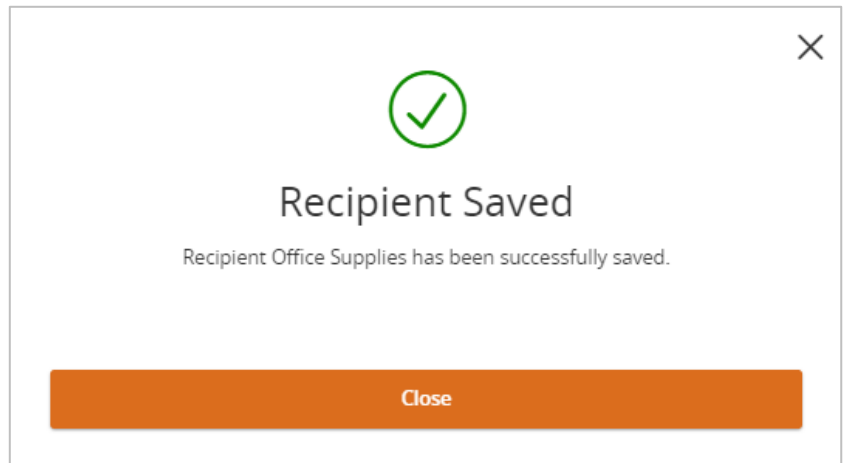 Recipient Saved
Recipient Office Supplies has been successfully saved.
Close